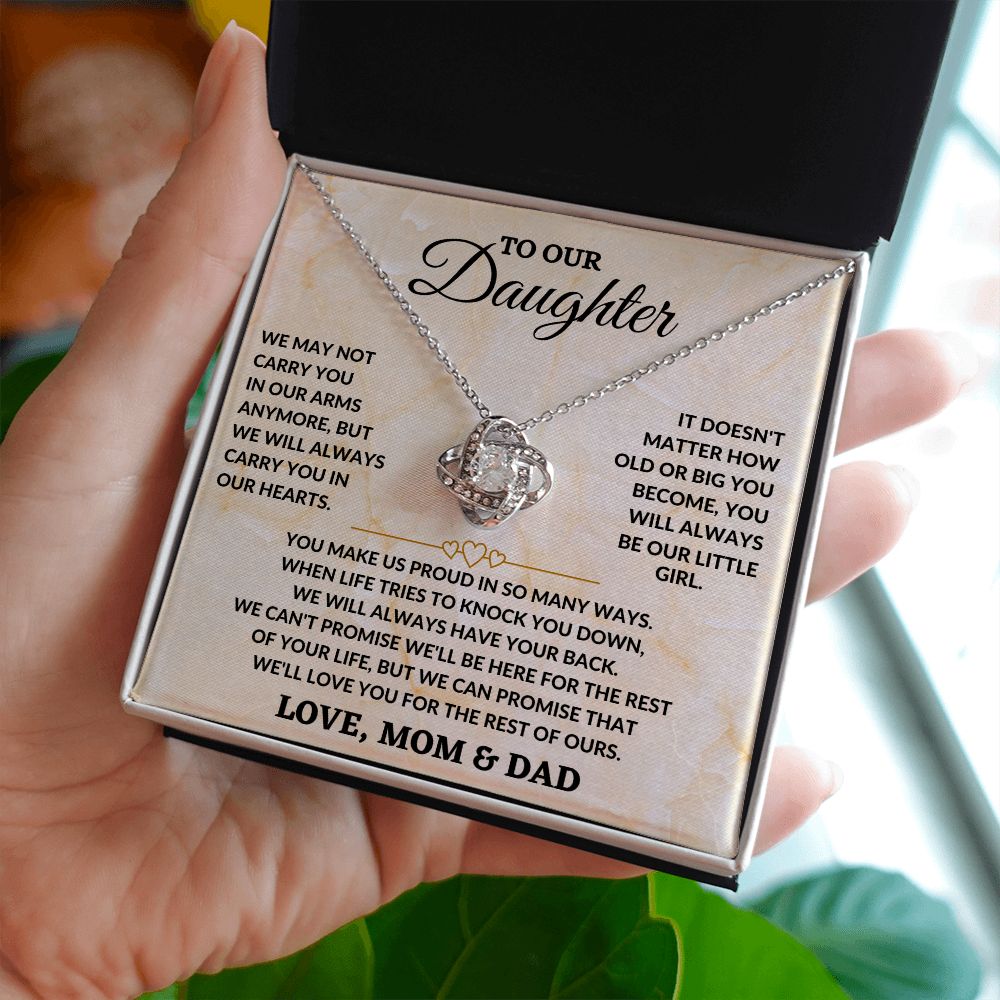 TO OUR
Daughter
WE MAY NOT
CARRY YOU
IN OUR ARMS
ANYMORE, BUT
WE WILL ALWAYS
CARRY YOU IN
OUR HEARTS.
IT DOESN'T
MATTER HOW
OLD OR BIG YOU
BECOME, YOU
WILL ALWAYS
BE OUR LITTLE
GIRL.
YOU MAKE US PROUD IN SO MANY WAYS.
WHEN LIFE TRIES TO KNOCK YOU DOWN,
WE WILL ALWAYS HAVE YOUR BACK.
WE CAN'T PROMISE WE'LL BE HERE FOR THE REST
OF YOUR LIFE, BUT WE CAN PROMISE THAT
WE'LL LOVE YOU FOR THE REST OF OURS.
LOVE, MOM & DAD